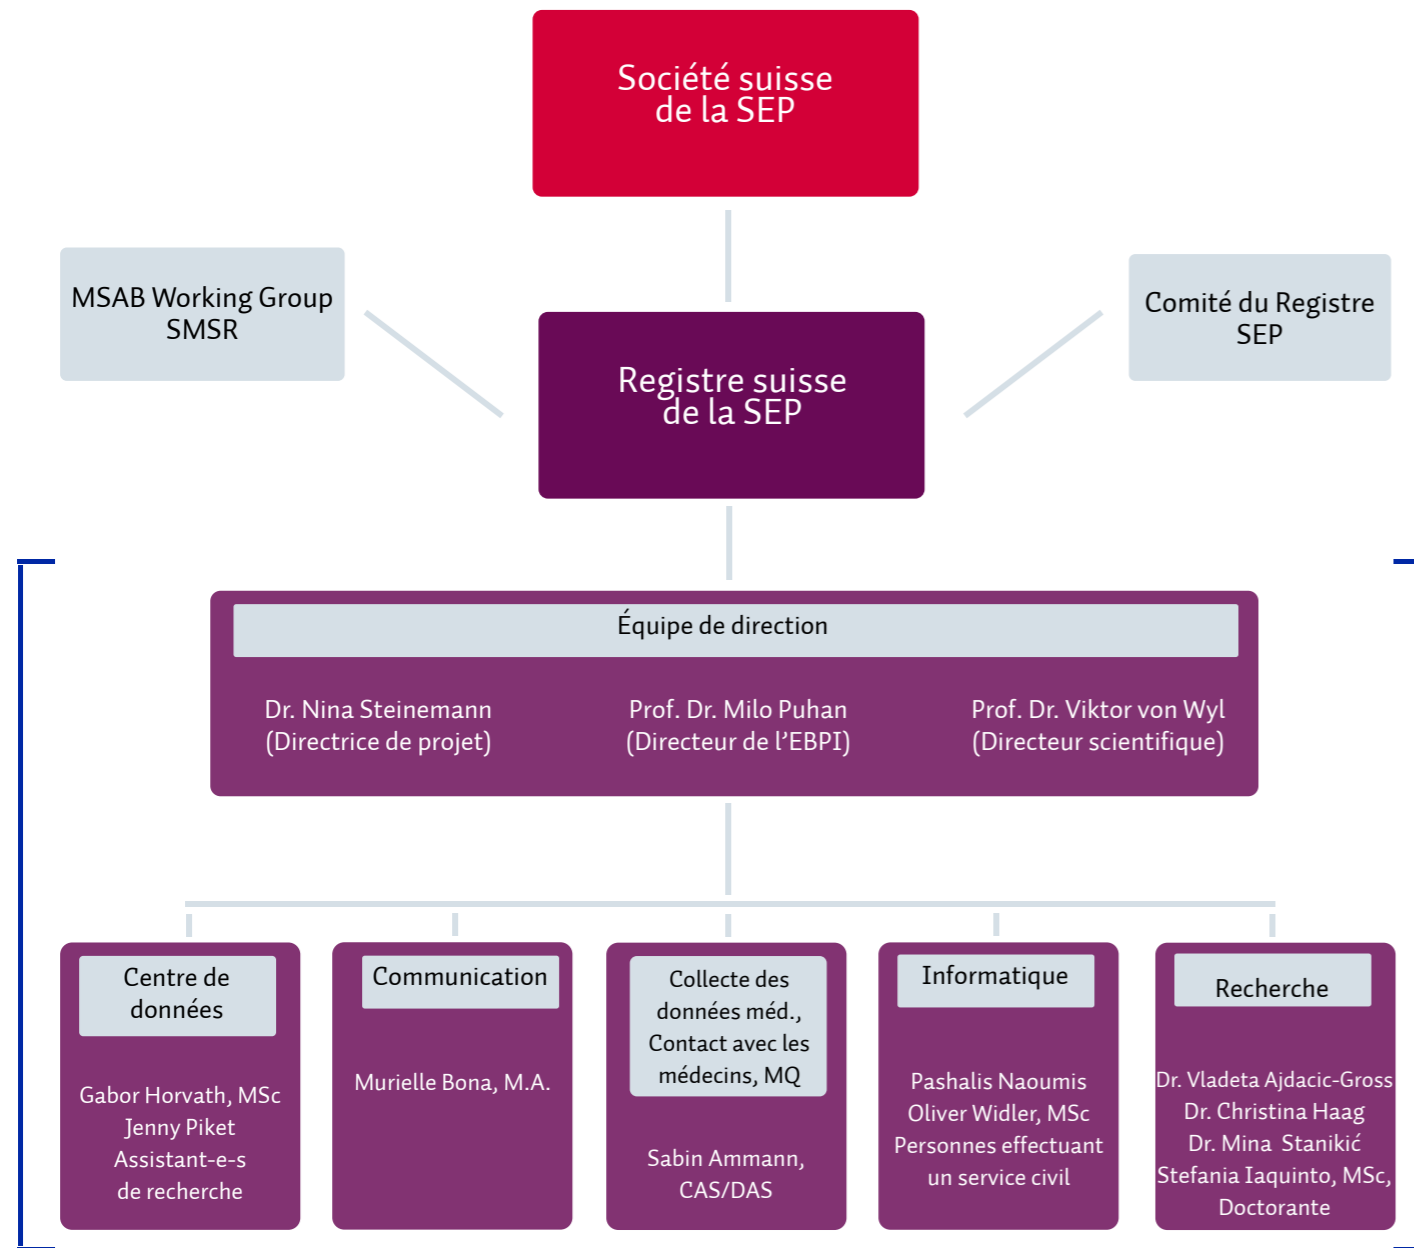 Société suisse
de la SEP
MSAB Working Group
SMSR
Comité du Registre
SEP
Registre suisse
de la SEP
Équipe de direction
Dr. Nina Steinemann
(Directrice de projet)
Prof. Dr. Milo Puhan
(Directeur de l’EBPI)
Prof. Dr. Viktor von Wyl
(Directeur scientifique)
Centre de
données
Gabor Horvath, MSc
Jenny Piket
Assistant-e-s
de recherche
Communication
Murielle Bona, M.A.
Collecte des
données méd.,
Contact avec les
médecins, MQ
Sabin Ammann,
CAS/DAS
Informatique
Pashalis Naoumis
Oliver Widler, MSc
Personnes effectuant
un service civil
Recherche
Dr. Vladeta Ajdacic-Gross
Dr. Christina Haag
Dr. Mina Stanikić
Stefania Iaquinto, MSc,
Doctorante